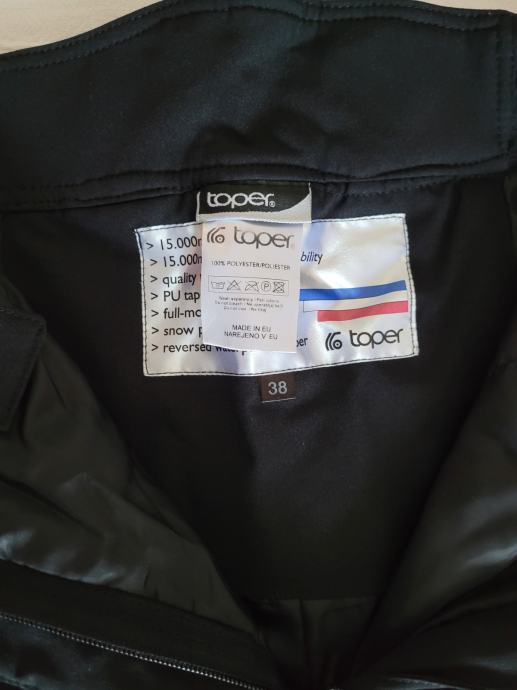 toper®
toper®
100% POLYESTER/POLIESTER
MADE IN EU
NAREJENO V EU
> 15.000m
> 15.000m bility
> quality
> PU tap
> full-mo
> snow p
> reversed
toper
38